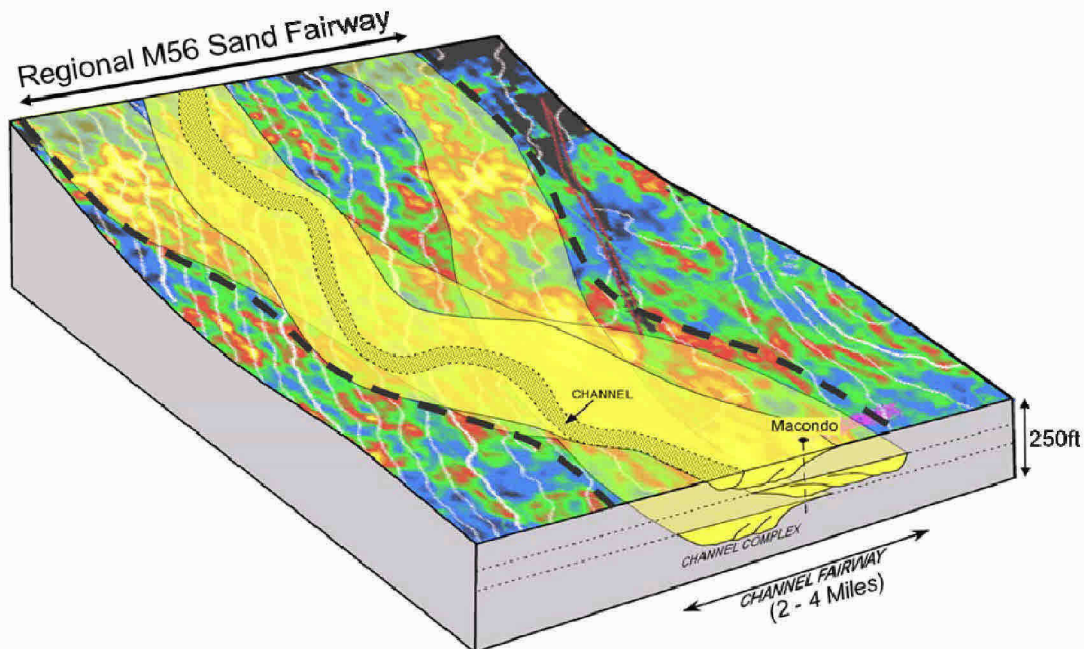 Regional M56 Sand Fairway
CHANNEL
Macondo
250ft
CHANNEL COMPLEX
CHANNEL FAIRWAY
(2 - 4 Miles)